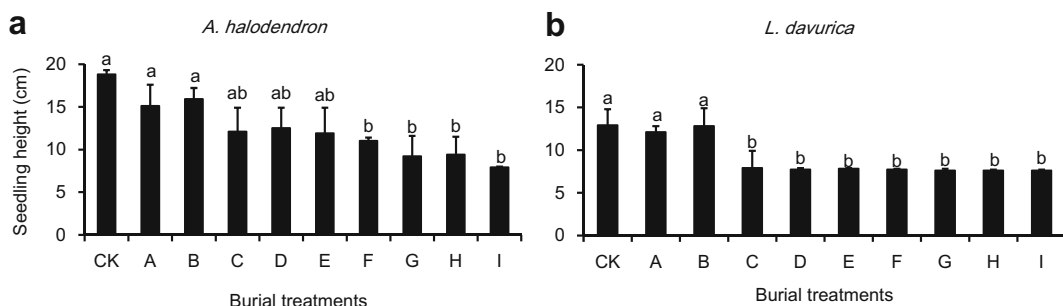 a
A. halodendron
b
L. davurica
Seedling height (cm)
20
15
10
5
0
a
a
a
ab
ab
ab
b
b
b
b
CK A B C D E F G H I
Burial treatments
20
15
10
5
0
a
a
a
b
b
b
b
b
b
b
CK A B C D E F G H I
Burial treatments